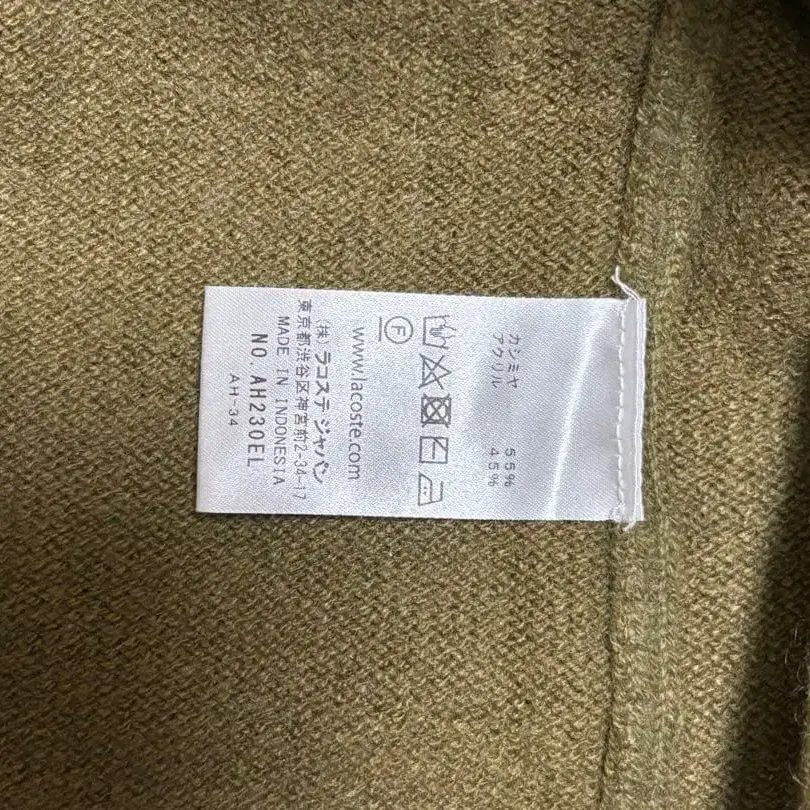 カシミヤ 55%
アクリル 45%
F
www.lacoste.com
(株)ラコステ ジャパン
東京都渋谷区神宮前2-34-17
MADE IN INDONESIA
NO. AH230EL
AH-34